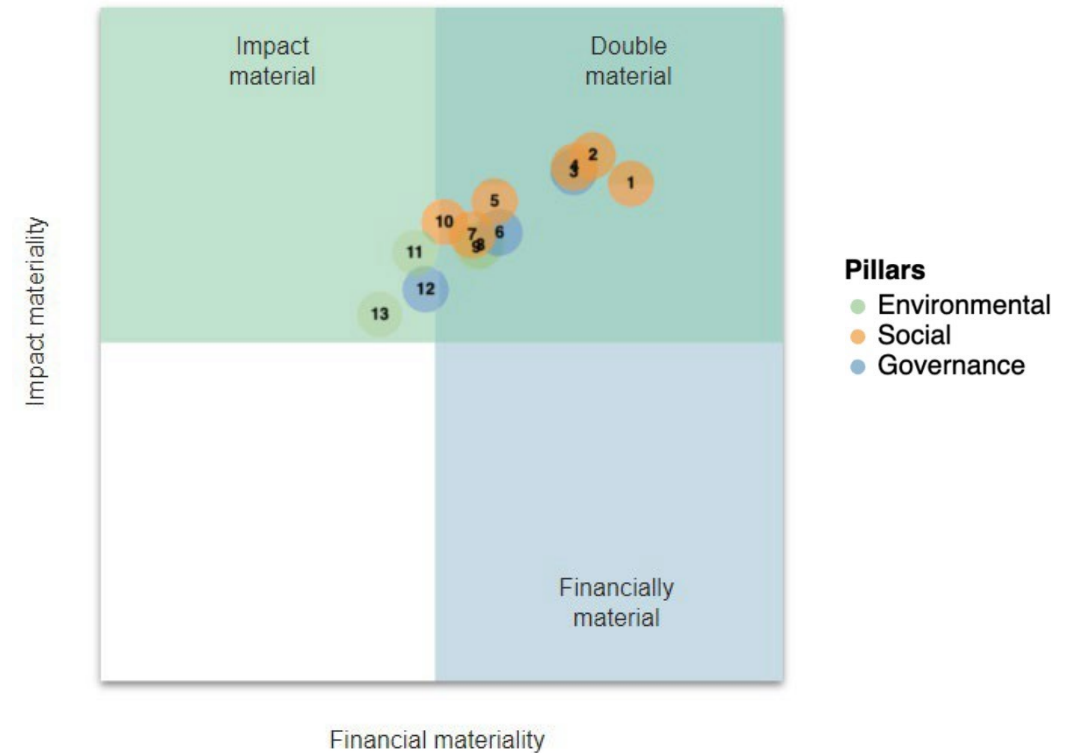 Impact
material
Double
material
2
4
3
1
5
10
7
6
9
8
11
12
13
Impact materiality
Financially
material
Financial materiality
Pillars
Environmental
Social
Governance